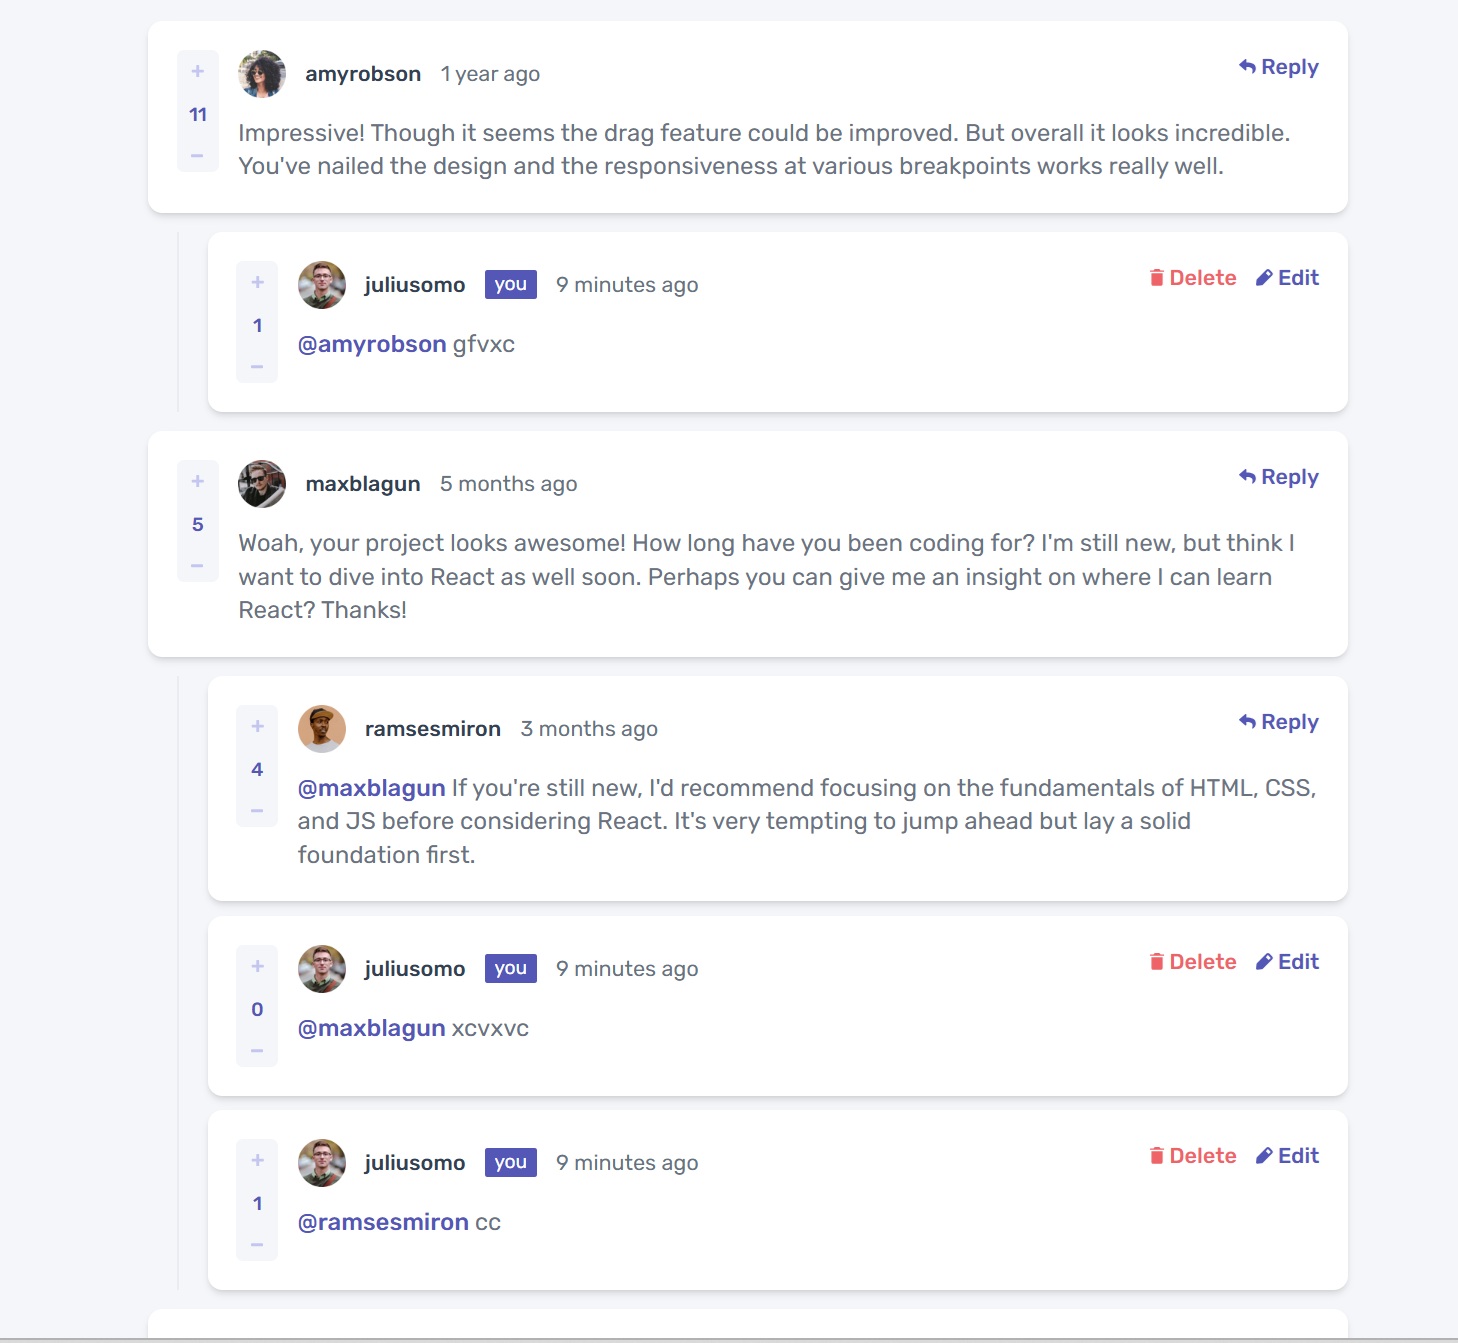 +
amyrobson 1 year ago
Reply
11
Impressive! Though it seems the drag feature could be improved. But overall it looks incredible.
You've nailed the design and the responsiveness at various breakpoints works really well.
−
+
juliusomo you 9 minutes ago
Delete Edit
1
@amyrobson gfvxc
−
+
maxblagun 5 months ago
Reply
5
Woah, your project looks awesome! How long have you been coding for? I'm still new, but think I
want to dive into React as well soon. Perhaps you can give me an insight on where I can learn
React? Thanks!
−
+
ramsesmiron 3 months ago
Reply
4
@maxblagun If you're still new, I'd recommend focusing on the fundamentals of HTML, CSS,
and JS before considering React. It's very tempting to jump ahead but lay a solid
foundation first.
−
+
juliusomo you 9 minutes ago
Delete Edit
0
@maxblagun xcvxvc
−
+
juliusomo you 9 minutes ago
Delete Edit
1
@ramsesmiron cc
−